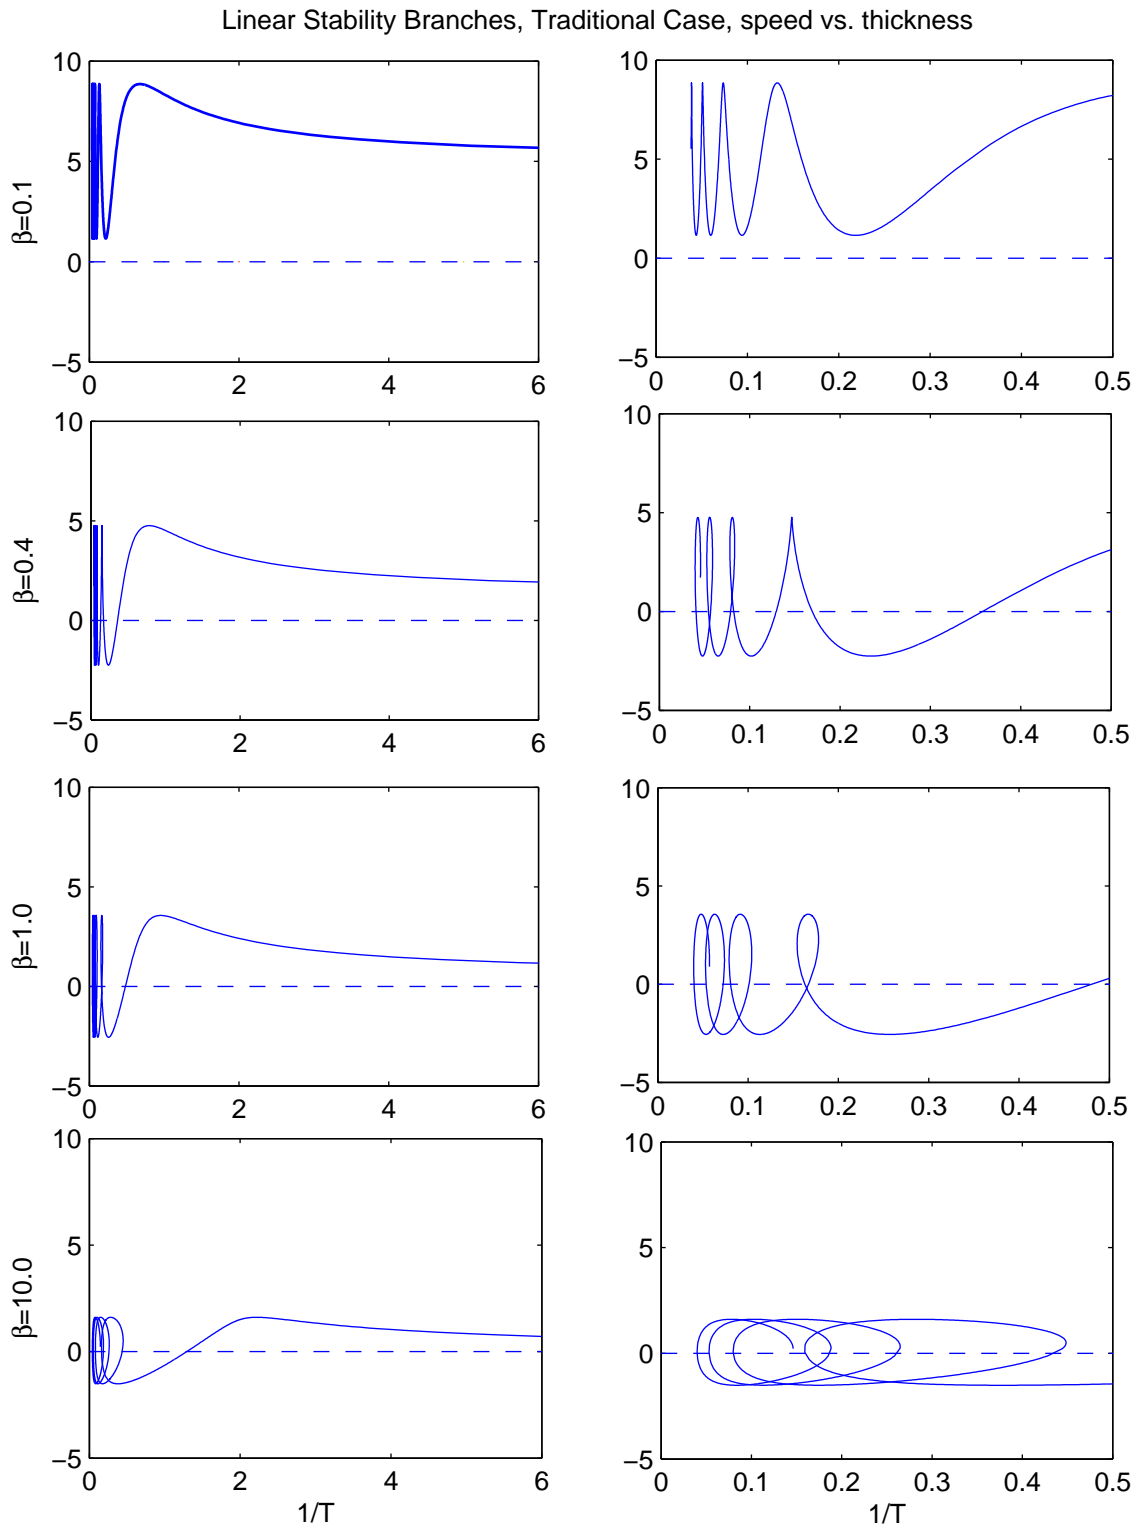 Linear Stability Branches, Traditional Case, speed vs. thickness
10
5
0
−5
0 2 4 6
β=0.1
10
5
0
−5
0 0.1 0.2 0.3 0.4 0.5
10
5
0
−5
0 2 4 6
β=0.4
10
5
0
−5
0 0.1 0.2 0.3 0.4 0.5
10
5
0
−5
0 2 4 6
β=1.0
10
5
0
−5
0 0.1 0.2 0.3 0.4 0.5
10
5
0
−5
0 2 4 6
β=10.0
1/T
10
5
0
−5
0 0.1 0.2 0.3 0.4 0.5
1/T